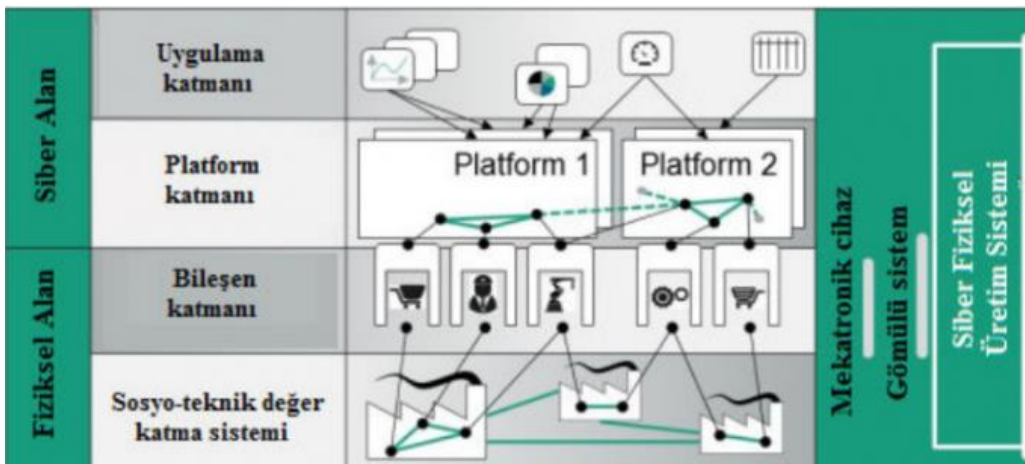 Siber Alan
Uygulama
katmanı
Platform
katmanı
Platform 1
Platform 2
Fiziksel Alan
Bileşen
katmanı
Sosyo-teknik değer
katma sistemi
Mekatronik cihaz
Gömülü sistem
Siber Fiziksel
Üretim Sistemi